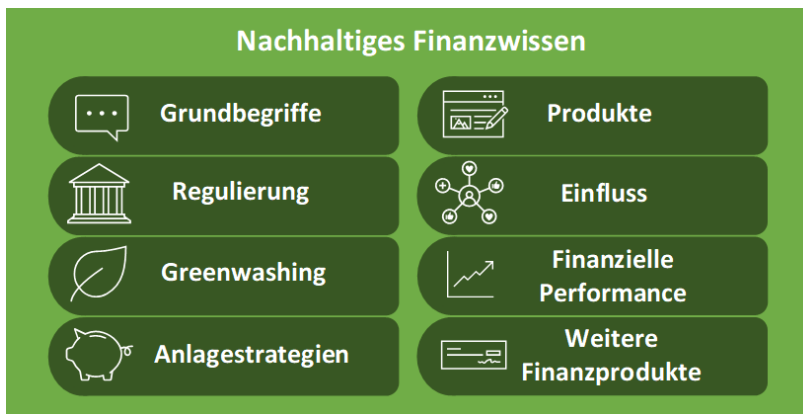 Nachhaltiges Finanzwissen
Grundbegriffe
Produkte
Regulierung
Einfluss
Greenwashing
Finanzielle
Performance
Anlagestrategien
Weitere
Finanzprodukte